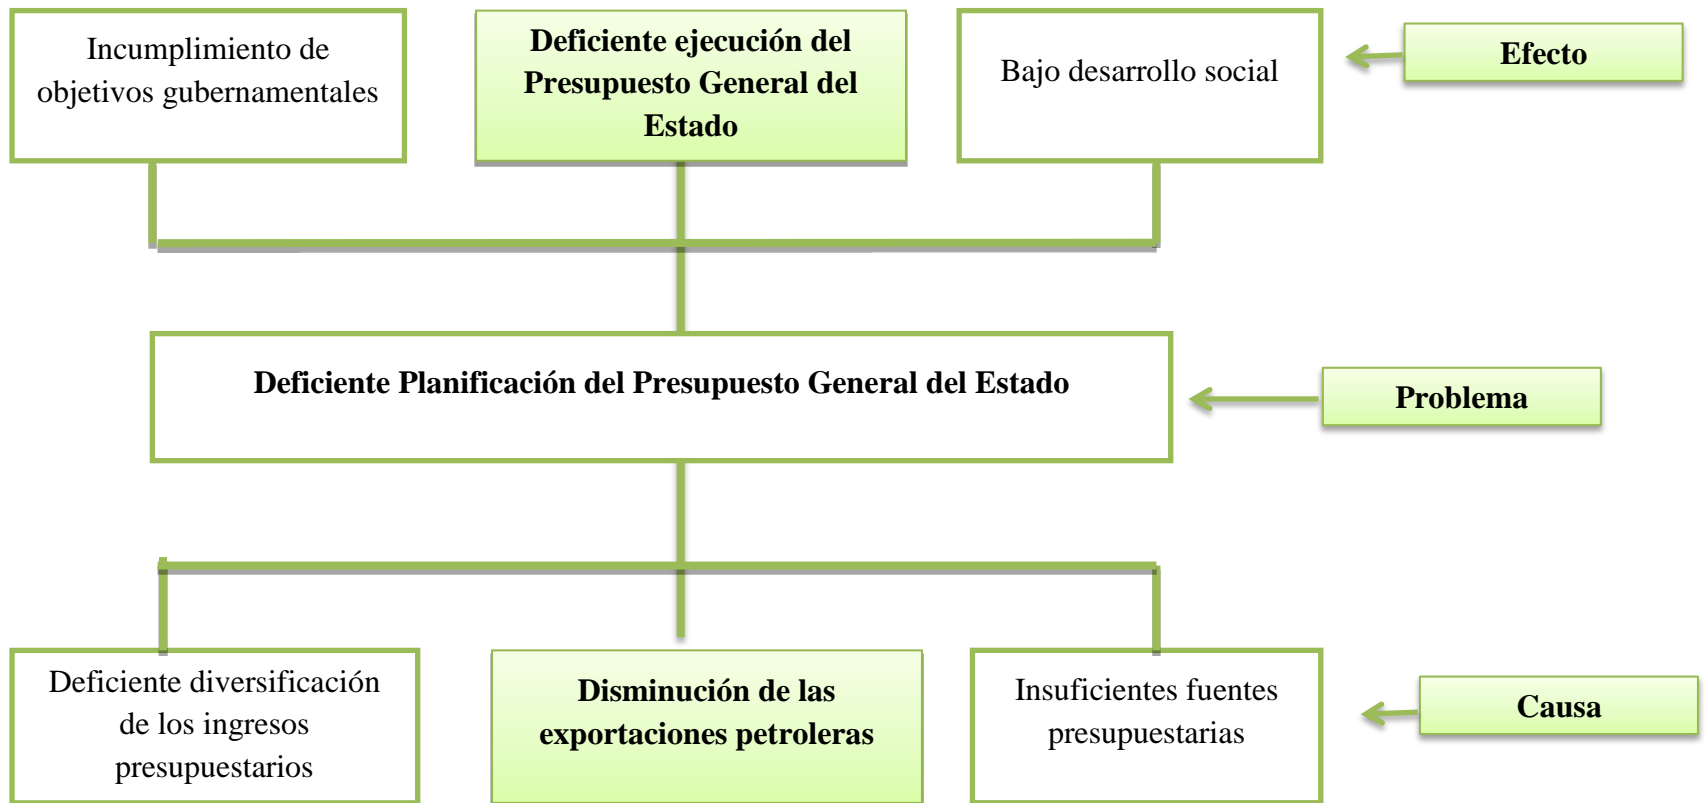 Incumplimiento de
objetivos gubernamentales
Deficiente ejecución del
Presupuesto General del
Estado
Bajo desarrollo social
Efecto
Deficiente Planificación del Presupuesto General del Estado
Problema
Deficiente diversificación
de los ingresos
presupuestarios
Disminución de las
exportaciones petroleras
Insuficientes fuentes
presupuestarias
Causa